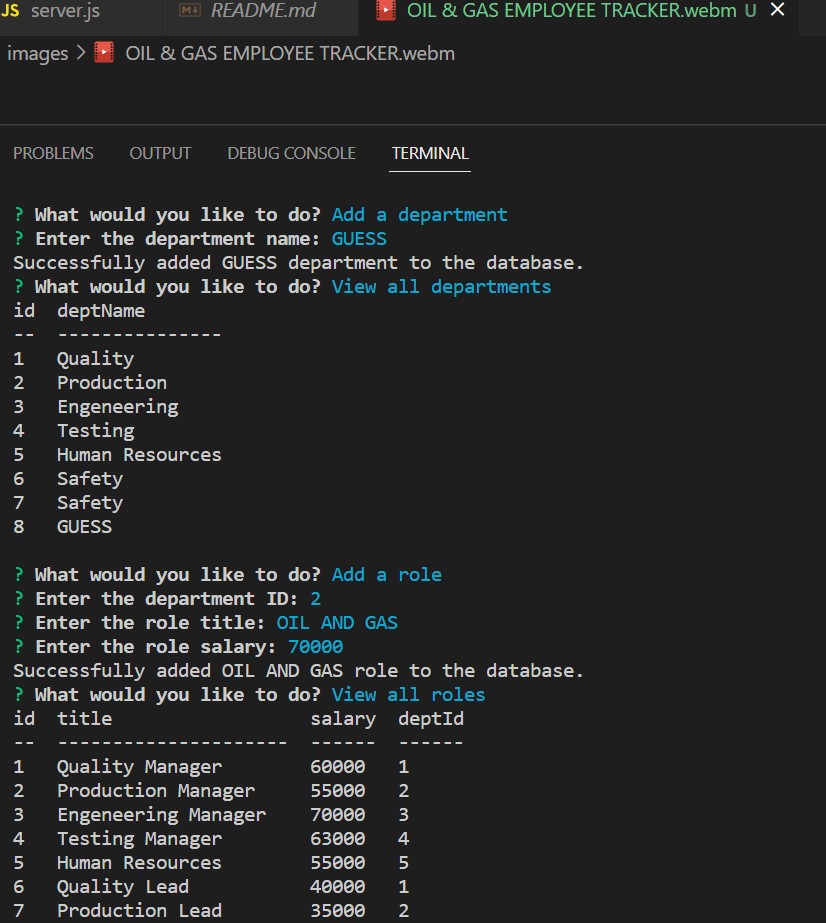 JS server.js M↓ README.md OIL & GAS EMPLOYEE TRACKER.webm U ×
images > OIL & GAS EMPLOYEE TRACKER.webm
PROBLEMS OUTPUT DEBUG CONSOLE TERMINAL
? What would you like to do? Add a department
? Enter the department name: GUESS
Successfully added GUESS department to the database.
? What would you like to do? View all departments
id deptName
-- ---------------
1 Quality
2 Production
3 Engeneering
4 Testing
5 Human Resources
6 Safety
7 Safety
8 GUESS
? What would you like to do? Add a role
? Enter the department ID: 2
? Enter the role title: OIL AND GAS
? Enter the role salary: 70000
Successfully added OIL AND GAS role to the database.
? What would you like to do? View all roles
id title salary deptId
-- --------------------- ------ ------
1 Quality Manager 60000 1
2 Production Manager 55000 2
3 Engeneering Manager 70000 3
4 Testing Manager 63000 4
5 Human Resources 55000 5
6 Quality Lead 40000 1
7 Production Lead 35000 2